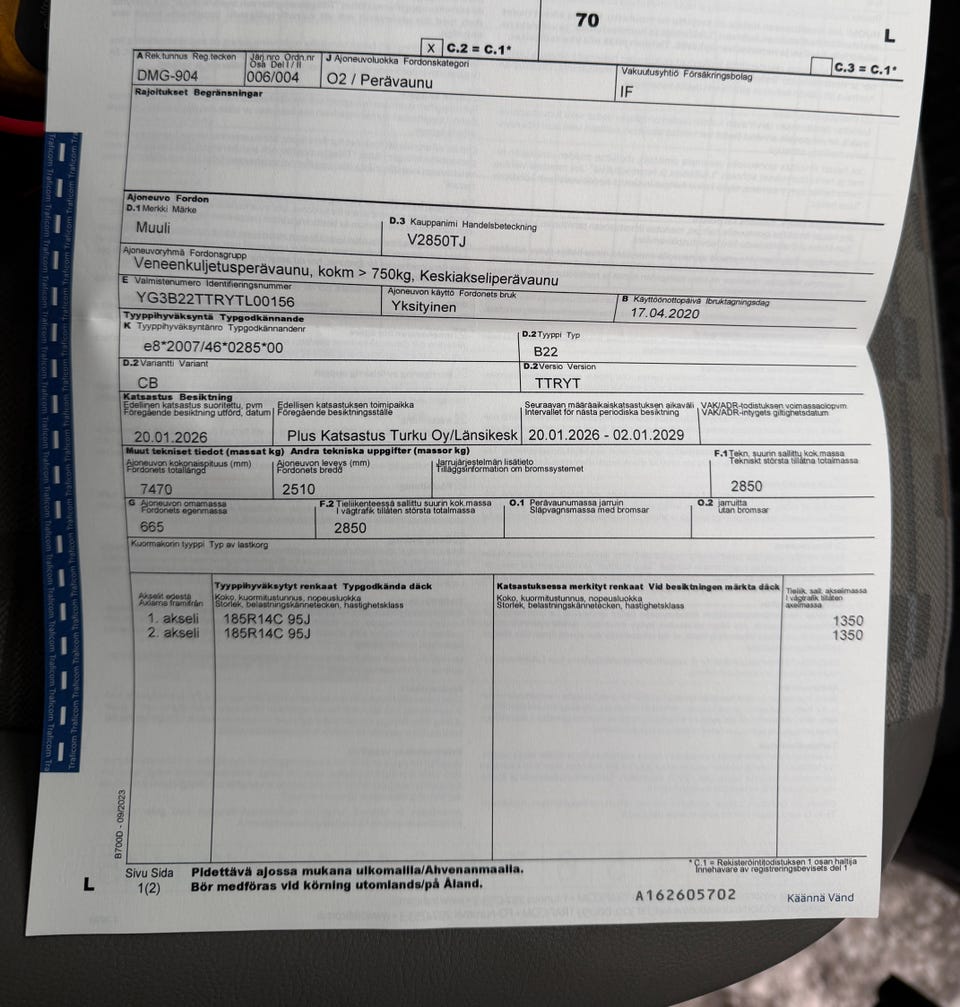 70
L
X C.2 = C.1*
C.3 = C.1*
A Rek.tunnus Reg.tecken
DMG-904
Järj.nro Ordn.nr
Osa Del I / II
006/004
J Ajoneuvoluokka Fordonskategori
O2 / Perävaunu
Vakuutusyhtiö Försäkringsbolag
IF
Rajoitukset Begränsningar
Ajoneuvo Fordon
D.1 Merkki Märke
Muuli
D.3 Kauppanimi Handelsbeteckning
V2850TJ
Ajoneuvoryhmä Fordonsgrupp
Veneenkuljetusperävaunu, kokm > 750kg, Keskiakseliperävaunu
E Valmistenumero Identifieringsnummer
YG3B22TTRYTL00156
Ajoneuvon käyttö Fordonets bruk
Yksityinen
B Käyttöönottopäivä Ibruktagningsdag
17.04.2020
Tyyppihyväksyntä Typgodkännande
K Tyyppihyväksyntänro Typgodkännandenr
e8*2007/46*0285*00
D.2 Tyyppi Typ
B22
D.2 Variantti Variant
CB
D.2 Versio Version
TTRYT
Katsastus Besiktning
Edellinen katsastus suoritettu, pvm
Föregående besiktning utförd, datum
20.01.2026
Edellisen katsastuksen toimipaikka
Föregående besiktningsställe
Plus Katsastus Turku Oy/Länsikesk
Seuraavan määräaikaiskatsastuksen aikaväli
Intervallet för nästa periodiska besiktning
20.01.2026 - 02.01.2029
VAK/ADR-todistuksen voimassaolopvm
VAK/ADR-intygets giltighetsdatum
Muut tekniset tiedot (massat kg) Andra tekniska uppgifter (massor kg)
Ajoneuvon kokonaispituus (mm)
Fordonets totallängd
7470
Ajoneuvon leveys (mm)
Fordonets bredd
2510
Jarrujärjestelmän lisätieto
Tilläggsinformation om bromssystemet
F.1 Tekn. suurin sallittu kok.massa
Tekniskt största tillåtna totalmassa
2850
G Ajoneuvon omamassa
Fordonets egenmassa
665
F.2 Tieliikenteessä sallittu suurin kok.massa
I vägtrafik tillåten största totalmassa
2850
O.1 Perävaunumassa jarruin
Släpvagnsmassa med bromsar
O.2 jarruitta
utan bromsar
Kuormakorin tyyppi Typ av lastkorg
Akselit edestä
Axlarna framifrån
Tyyppihyväksytyt renkaat Typgodkända däck
Koko, kuormitustunnus, nopeusluokka
Storlek, belastningskännetecken, hastighetsklass
Katsastuksessa merkityt renkaat Vid besiktningen märkta däck
Koko, kuormitustunnus, nopeusluokka
Storlek, belastningskännetecken, hastighetsklass
Tieliik. sall. akselimassa
I vägtrafik tillåten
axelmassa
1. akseli 185R14C 95J 1350
2. akseli 185R14C 95J 1350
B700D - 09/2023
L
Sivu Sida
1(2)
Pidettävä ajossa mukana ulkomailla/Ahvenanmaalla.
Bör medföras vid körning utomlands/på Åland.
* C.1 = Rekisteröintitodistuksen 1 osan haltija
Innehavare av registreringsbevisets del 1
A162605702
Käännä Vänd
Traficom Traficom Traficom Traficom Traficom Traficom Traficom Traficom